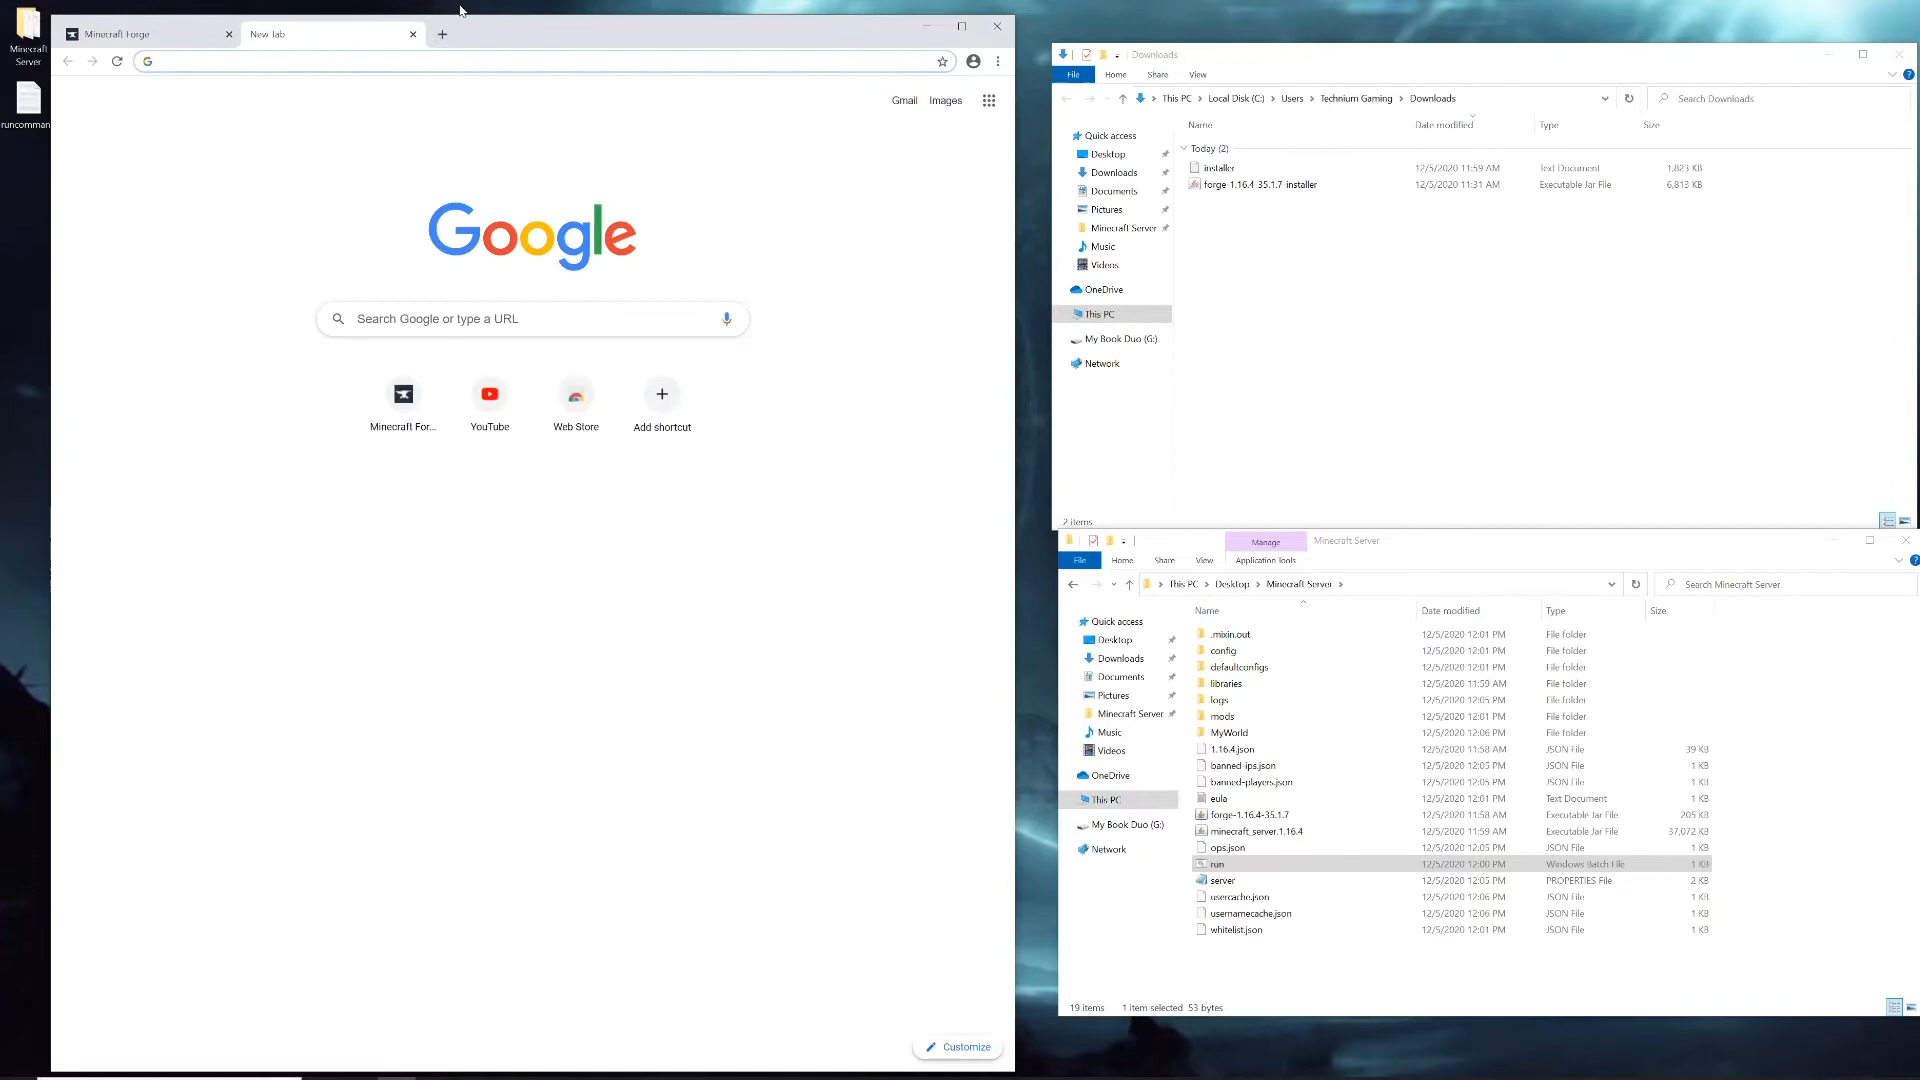 Minecraft
Server
runcomman
Minecraft Forge
New Tab
Gmail
Images
Google
Search Google or type a URL
Minecraft For...
YouTube
Web Store
Add shortcut
Customize
Downloads
File
Home
Share
View
This PC > Local Disk (C:) > Users > Technium Gaming > Downloads
Search Downloads
Name
Date modified
Type
Size
Quick access
Desktop
Downloads
Documents
Pictures
Minecraft Server
Music
Videos
OneDrive
This PC
My Book Duo (G:)
Network
Today (2)
installer 12/5/2020 11:59 AM Text Document 1,823 KB
forge-1.16.4-35.1.7-installer 12/5/2020 11:31 AM Executable Jar File 6,813 KB
2 items
Manage
Minecraft Server
File
Home
Share
View
Application Tools
This PC > Desktop > Minecraft Server >
Search Minecraft Server
Name
Date modified
Type
Size
Quick access
Desktop
Downloads
Documents
Pictures
Minecraft Server
Music
Videos
OneDrive
This PC
My Book Duo (G:)
Network
.mixin.out 12/5/2020 12:01 PM File folder
config 12/5/2020 12:01 PM File folder
defaultconfigs 12/5/2020 12:01 PM File folder
libraries 12/5/2020 11:59 AM File folder
logs 12/5/2020 12:05 PM File folder
mods 12/5/2020 12:01 PM File folder
MyWorld 12/5/2020 12:06 PM File folder
1.16.4.json 12/5/2020 11:58 AM JSON File 39 KB
banned-ips.json 12/5/2020 12:05 PM JSON File 1 KB
banned-players.json 12/5/2020 12:05 PM JSON File 1 KB
eula 12/5/2020 12:01 PM Text Document 1 KB
forge-1.16.4-35.1.7 12/5/2020 11:58 AM Executable Jar File 205 KB
minecraft_server.1.16.4 12/5/2020 11:59 AM Executable Jar File 37,072 KB
ops.json 12/5/2020 12:05 PM JSON File 1 KB
run 12/5/2020 12:00 PM Windows Batch File 1 KB
server 12/5/2020 12:05 PM PROPERTIES File 2 KB
usercache.json 12/5/2020 12:06 PM JSON File 1 KB
usernamecache.json 12/5/2020 12:06 PM JSON File 1 KB
whitelist.json 12/5/2020 12:01 PM JSON File 1 KB
19 items 1 item selected 53 bytes